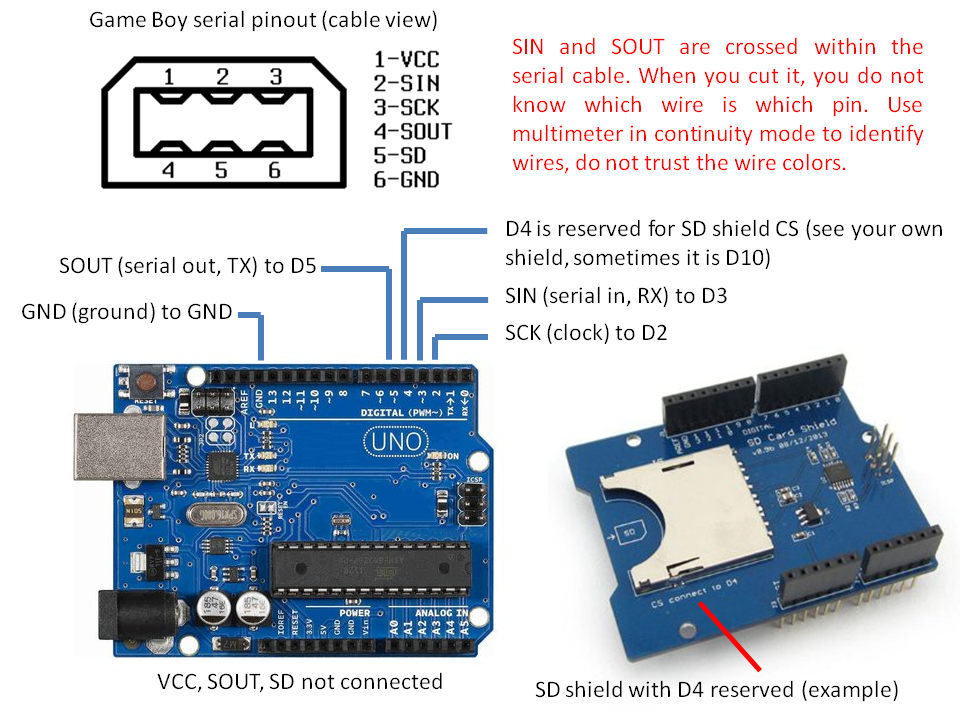 Game Boy serial pinout (cable view)
1 2 3
4 5 6
1-VCC
2-SIN
3-SCK
4-SOUT
5-SD
6-GND
SIN and SOUT are crossed within the
serial cable. When you cut it, you do not
know which wire is which pin. Use
multimeter in continuity mode to identify
wires, do not trust the wire colors.
D4 is reserved for SD shield CS (see your own
shield, sometimes it is D10)
SOUT (serial out, TX) to D5
SIN (serial in, RX) to D3
GND (ground) to GND
SCK (clock) to D2
RESET
AREF
GND
13
12
~11
~10
~9
8
7
~6
~5
4
~3
2
TX→1
RX←0
DIGITAL (PWM~)
UNO
TX
RX
ON
ICSP
IOREF
RESET
3.3V
5V
GND
GND
Vin
POWER
ANALOG IN
A0
A1
A2
A3
A4
A5
DIGITAL
SD Card Shield
SD
CS connect to D4
VCC, SOUT, SD not connected
SD shield with D4 reserved (example)